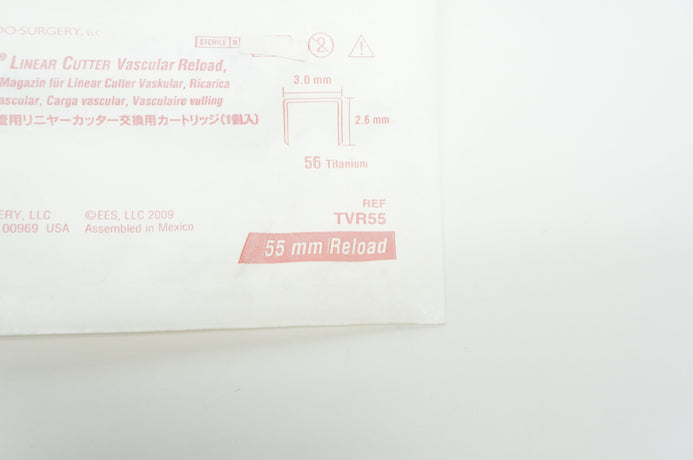 DO-SURGERY, LLC
STERILE R
® LINEAR CUTTER Vascular Reload,
Magazin für Linear Cutter Vaskular, Ricarica
ascular, Carga vascular, Vasculaire vulling
管用リニヤーカッター交換用カートリッジ(1個入)
3.0 mm
2.6 mm
56 Titanium
REF
TVR55
55 mm Reload
ERY, LLC
00969 USA
©EES, LLC 2009
Assembled in Mexico